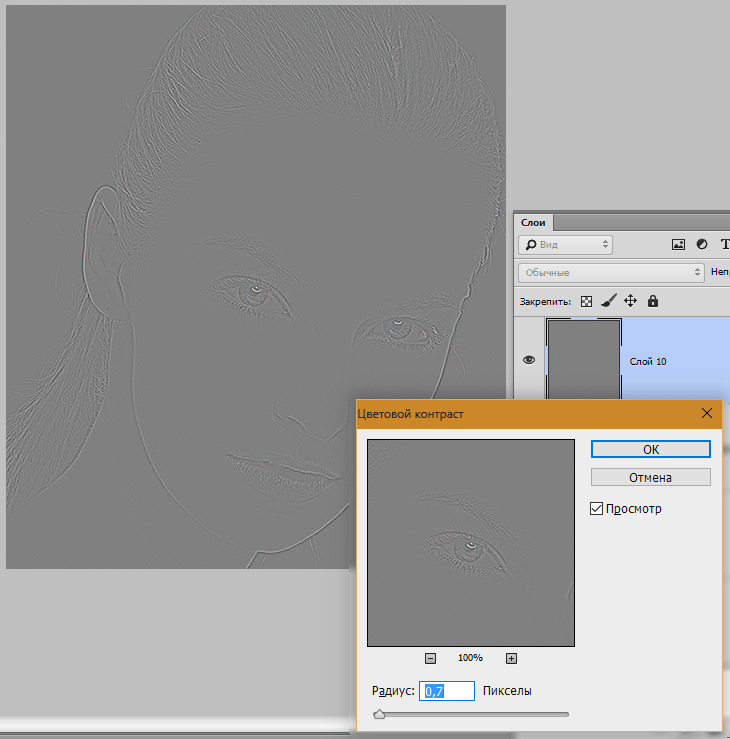 Слои
Вид
T
Обычные
Непр
Закрепить:
Слой 10
Цветовой контраст
OK
Отмена
Просмотр
100%
Радиус: 0,7 Пикселы